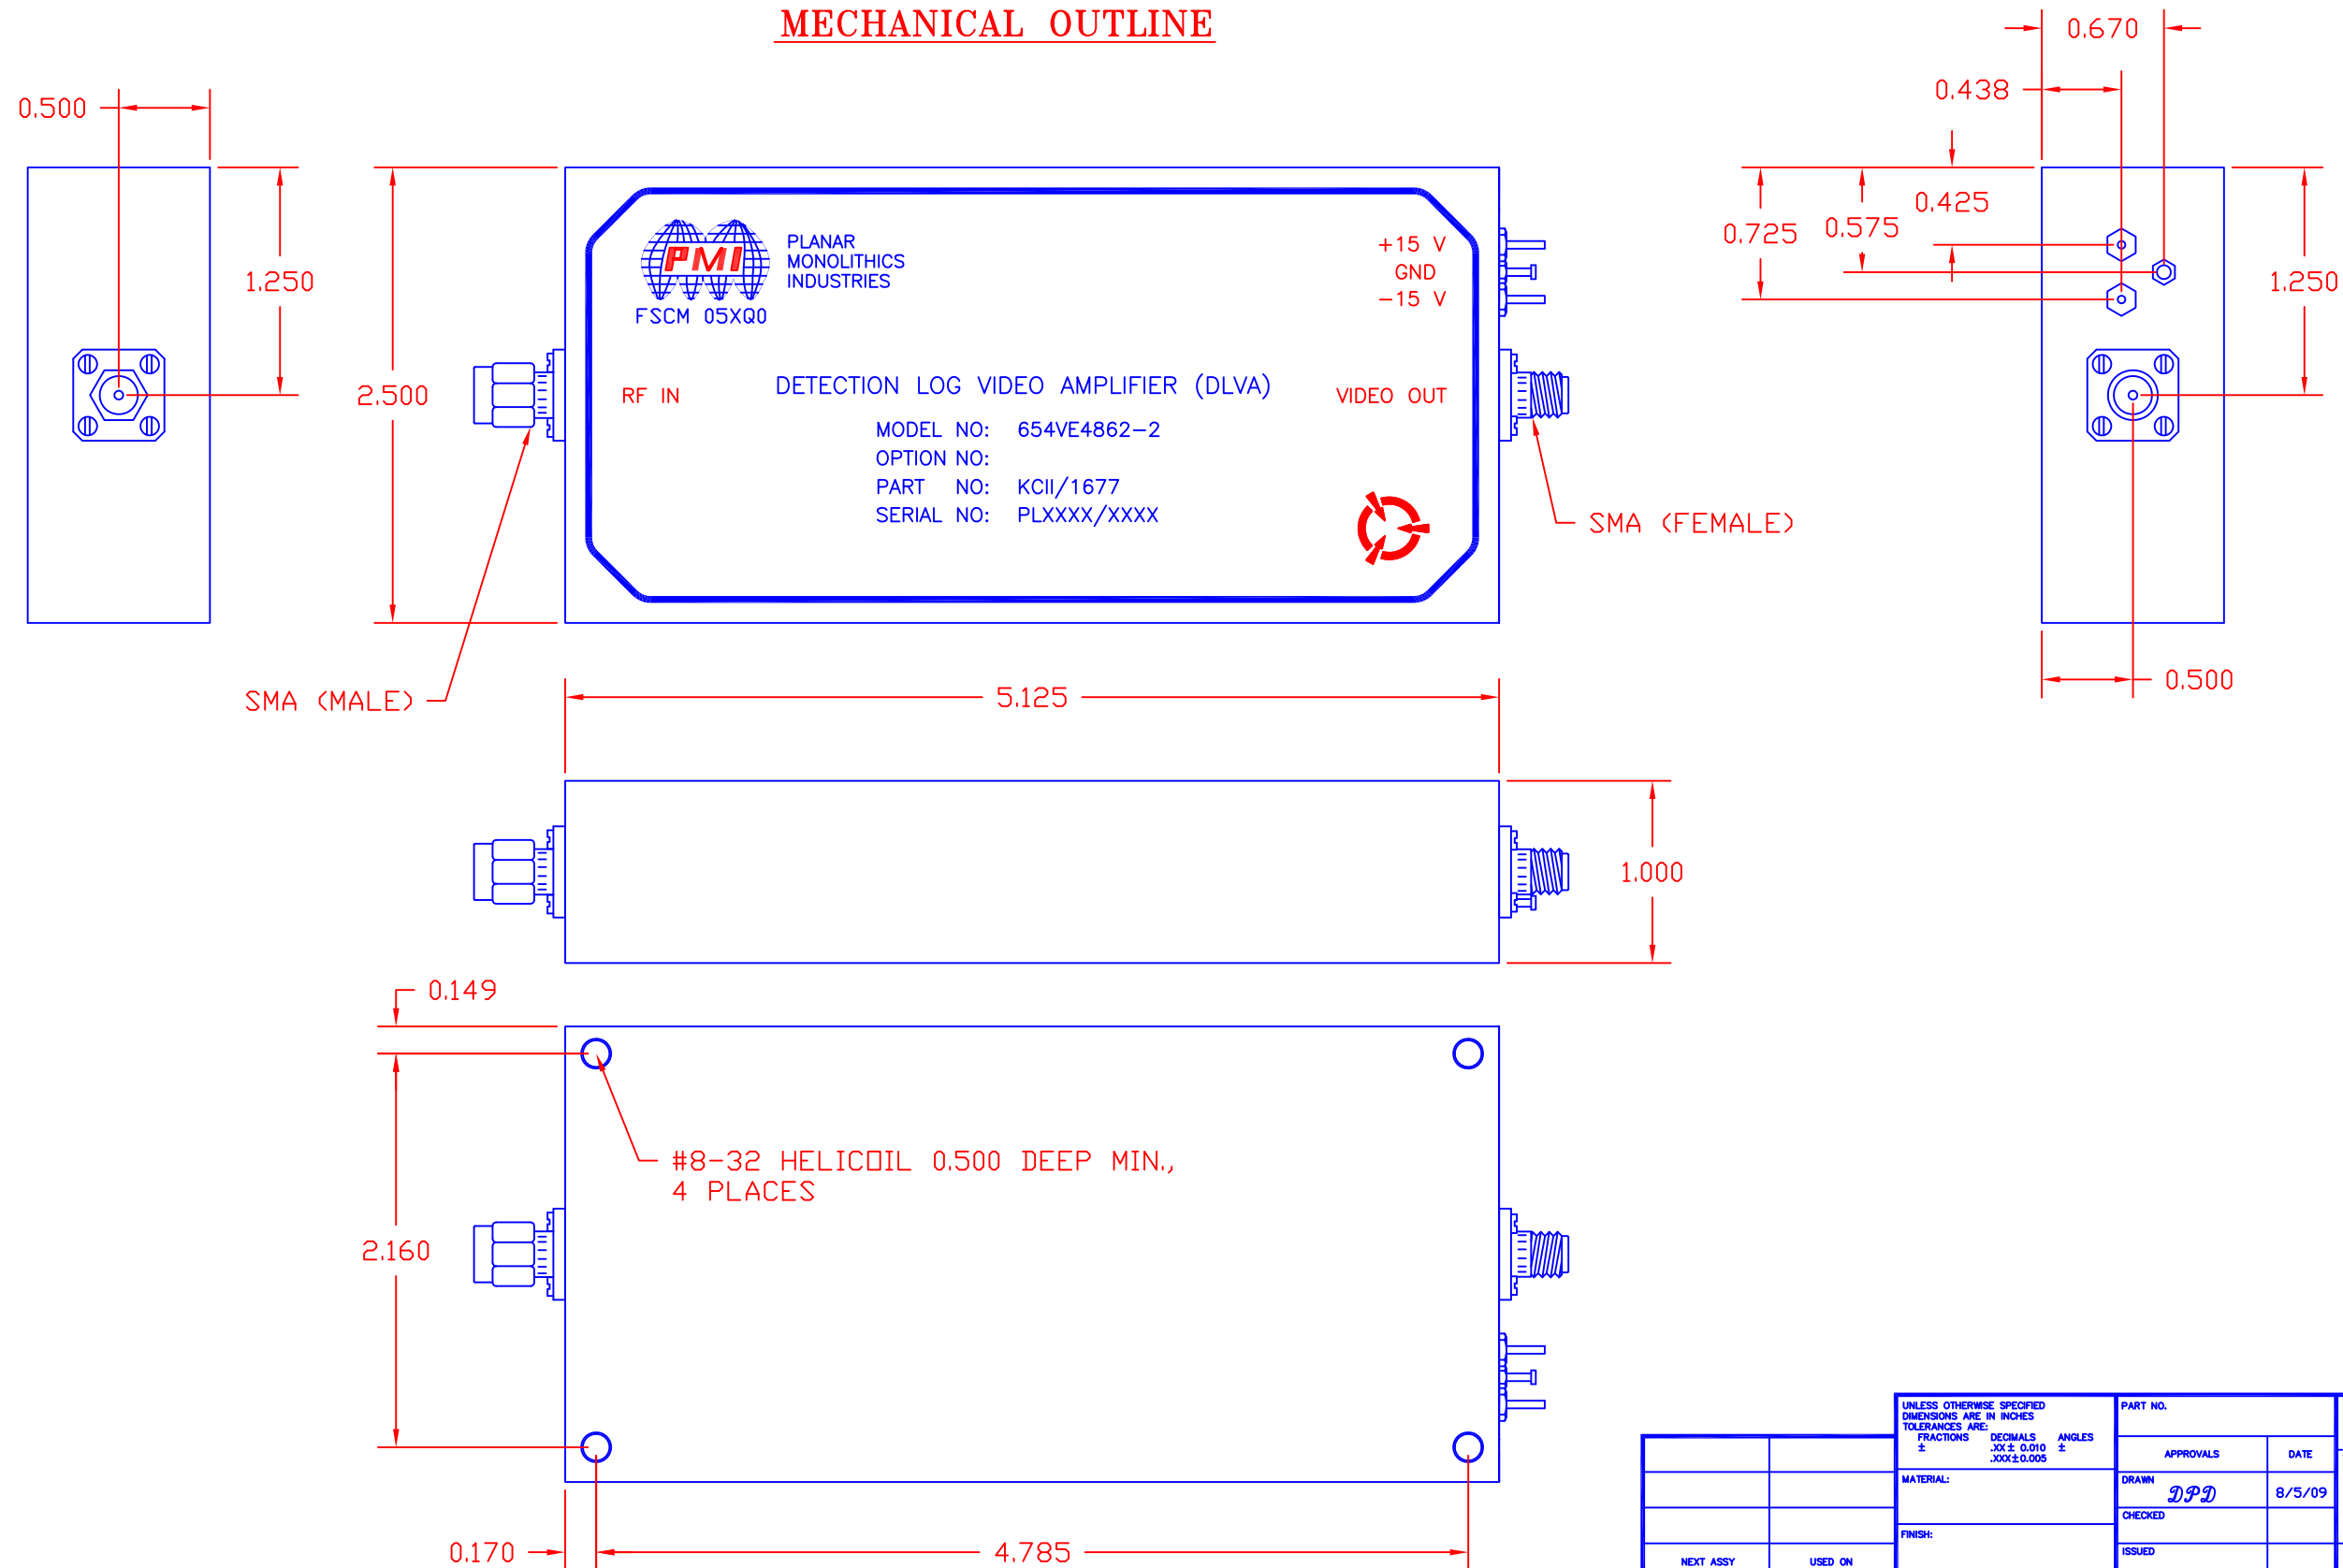 MECHANICAL OUTLINE
0.670
0.438
0.500
0.425
0.725
0.575
1.250
1.250
2.500
PMI
PLANAR
MONOLITHICS
INDUSTRIES
FSCM 05XQ0
+15 V
GND
-15 V
RF IN
DETECTION LOG VIDEO AMPLIFIER (DLVA)
VIDEO OUT
MODEL NO: 654VE4862-2
OPTION NO:
PART NO: KCII/1677
SERIAL NO: PLXXXX/XXXX
SMA (FEMALE)
SMA (MALE)
0.500
5.125
1.000
0.149
#8-32 HELICOIL 0.500 DEEP MIN.,
4 PLACES
2.160
0.170
4.785
UNLESS OTHERWISE SPECIFIED
DIMENSIONS ARE IN INCHES
TOLERANCES ARE:
FRACTIONS DECIMALS ANGLES
± .XX ± 0.010 ±
.XXX±0.005
MATERIAL:
FINISH:
NEXT ASSY USED ON
PART NO.
APPROVALS DATE
DRAWN
DPD 8/5/09
CHECKED
ISSUED